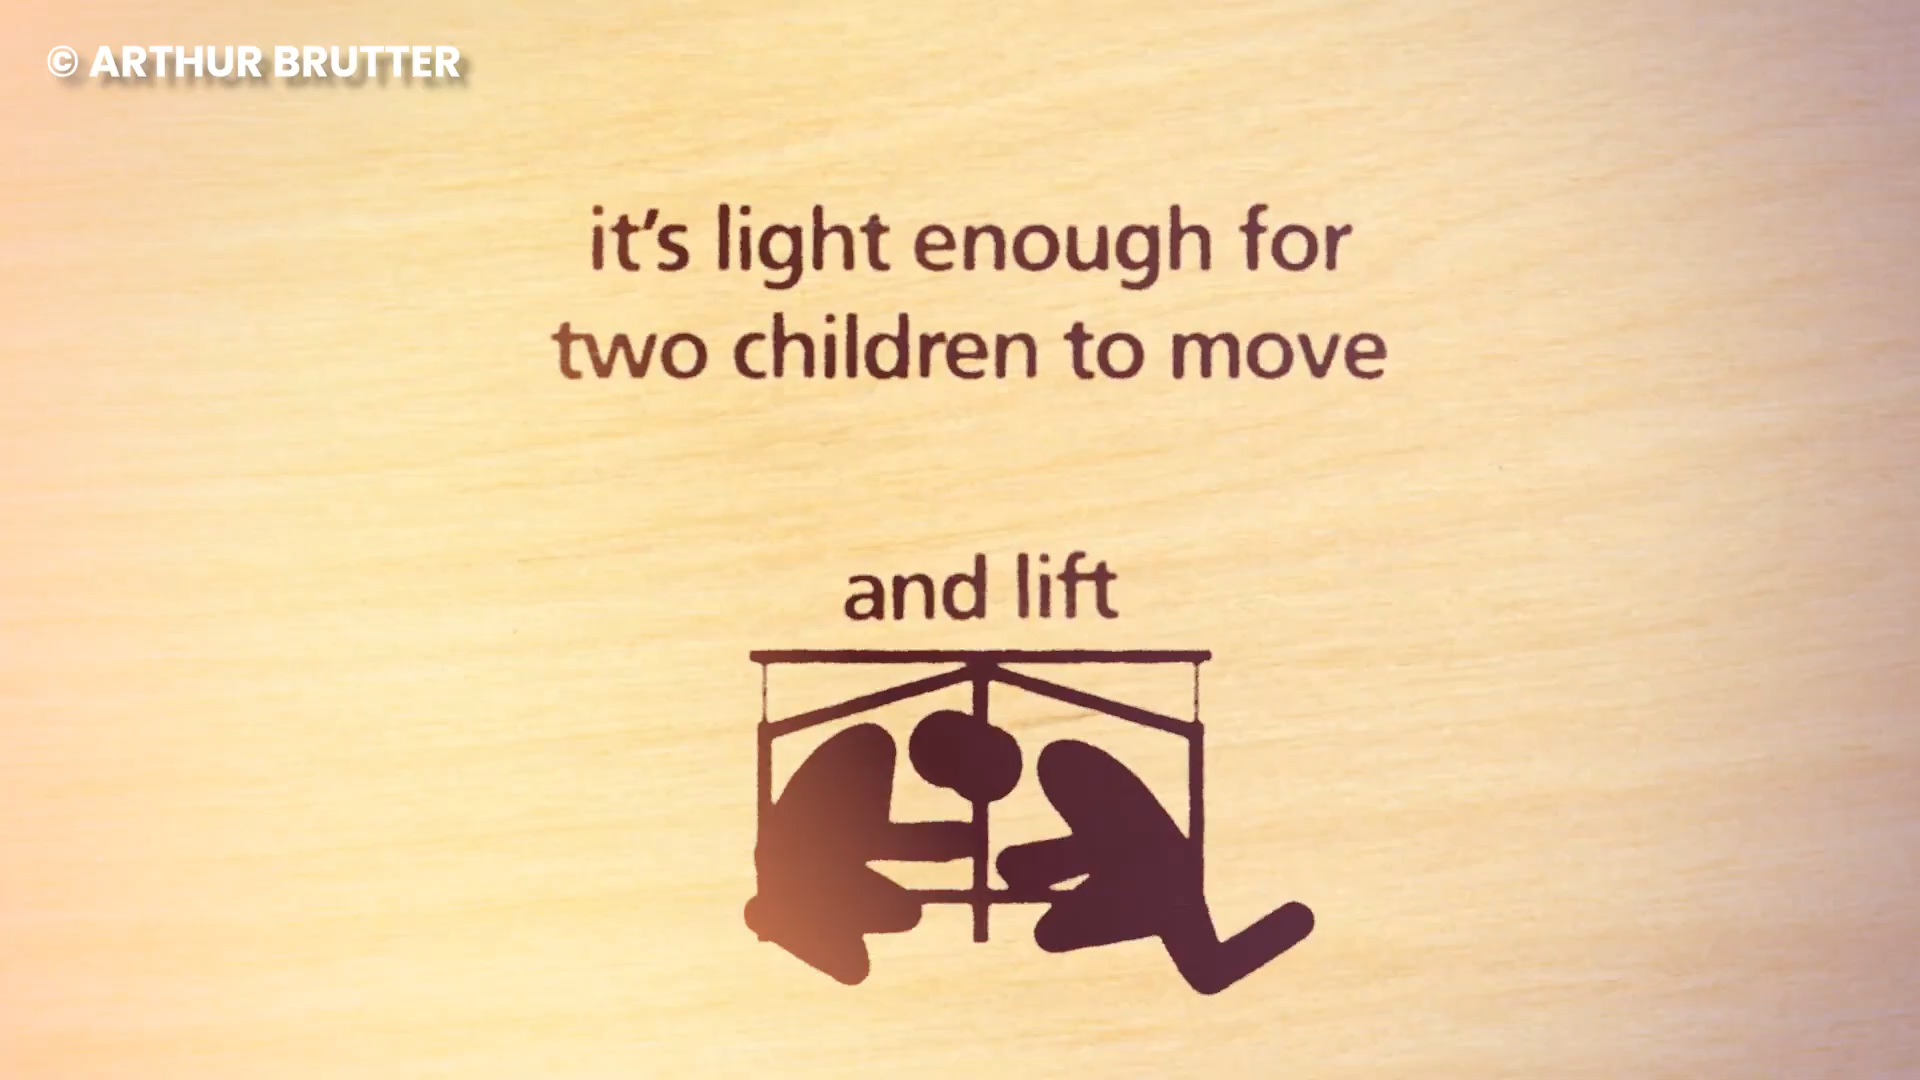 © ARTHUR BRUTTER
it's light enough for
two children to move
and lift